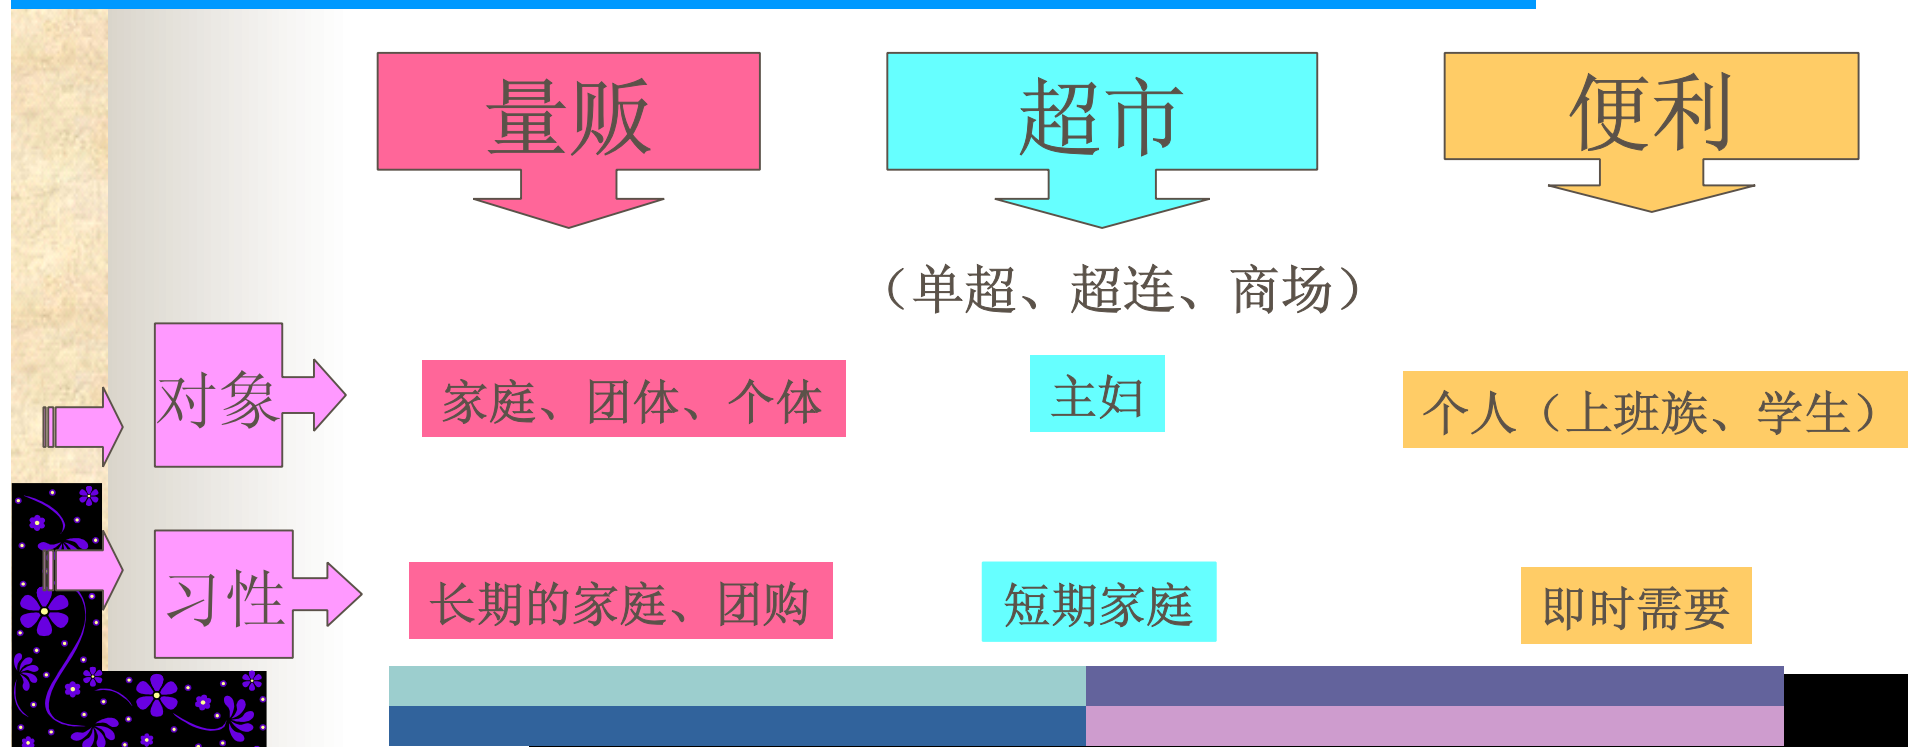 量贩
超市
便利
（单超、超连、商场）
对象
家庭、团体、个体
主妇
个人（上班族、学生）
习性
长期的家庭、团购
短期家庭
即时需要